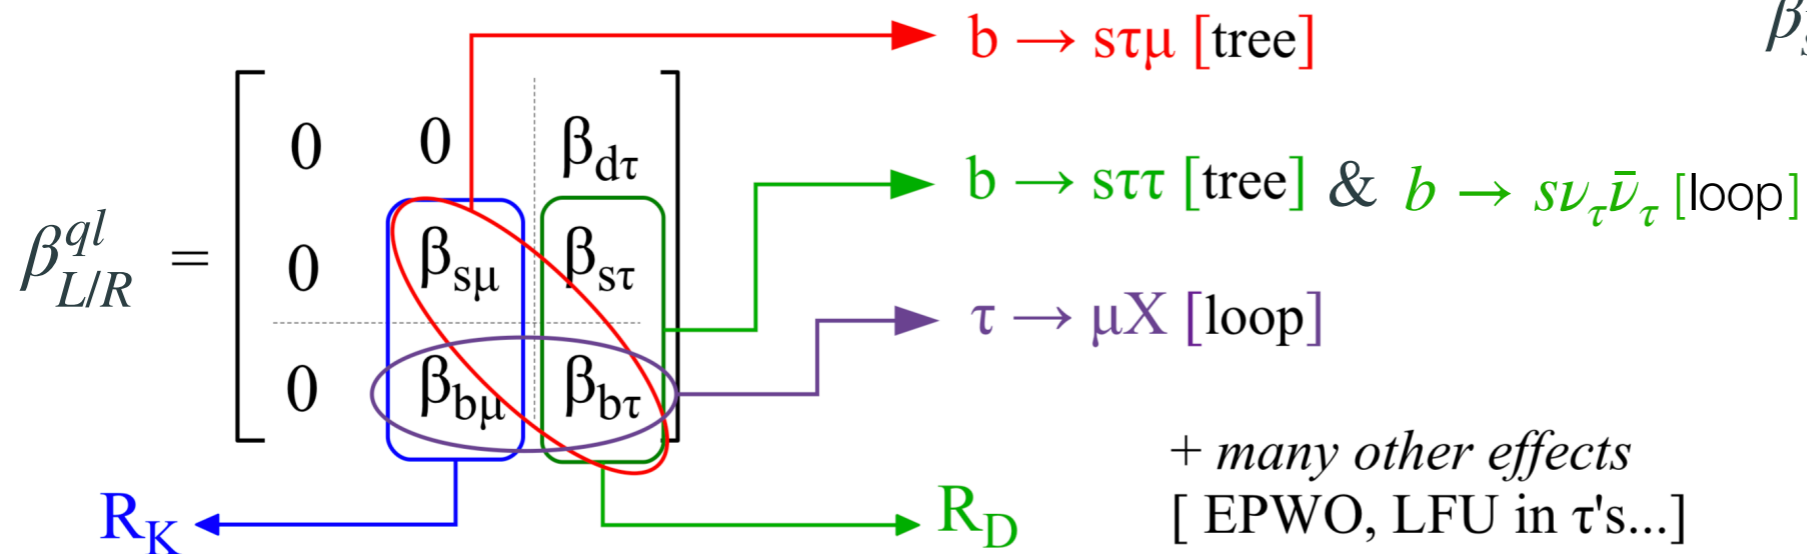 b → sτμ [tree]
β
0 0 β_{dτ}
b → sττ [tree] & b → sν_τ ν̄_τ [loop]
β^{ql}_{L/R} = 0 β_{sμ} β_{sτ}
τ → μX [loop]
0 β_{bμ} β_{bτ}
+ many other effects
[ EPWO, LFU in τ's...]
R_K R_D